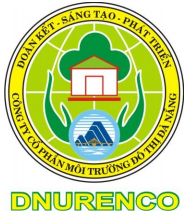 ĐOÀN KẾT - SÁNG TẠO - PHÁT TRIỂN
CÔNG TY CỔ PHẦN MÔI TRƯỜNG ĐÔ THỊ ĐÀ NẴNG
DNURENCO